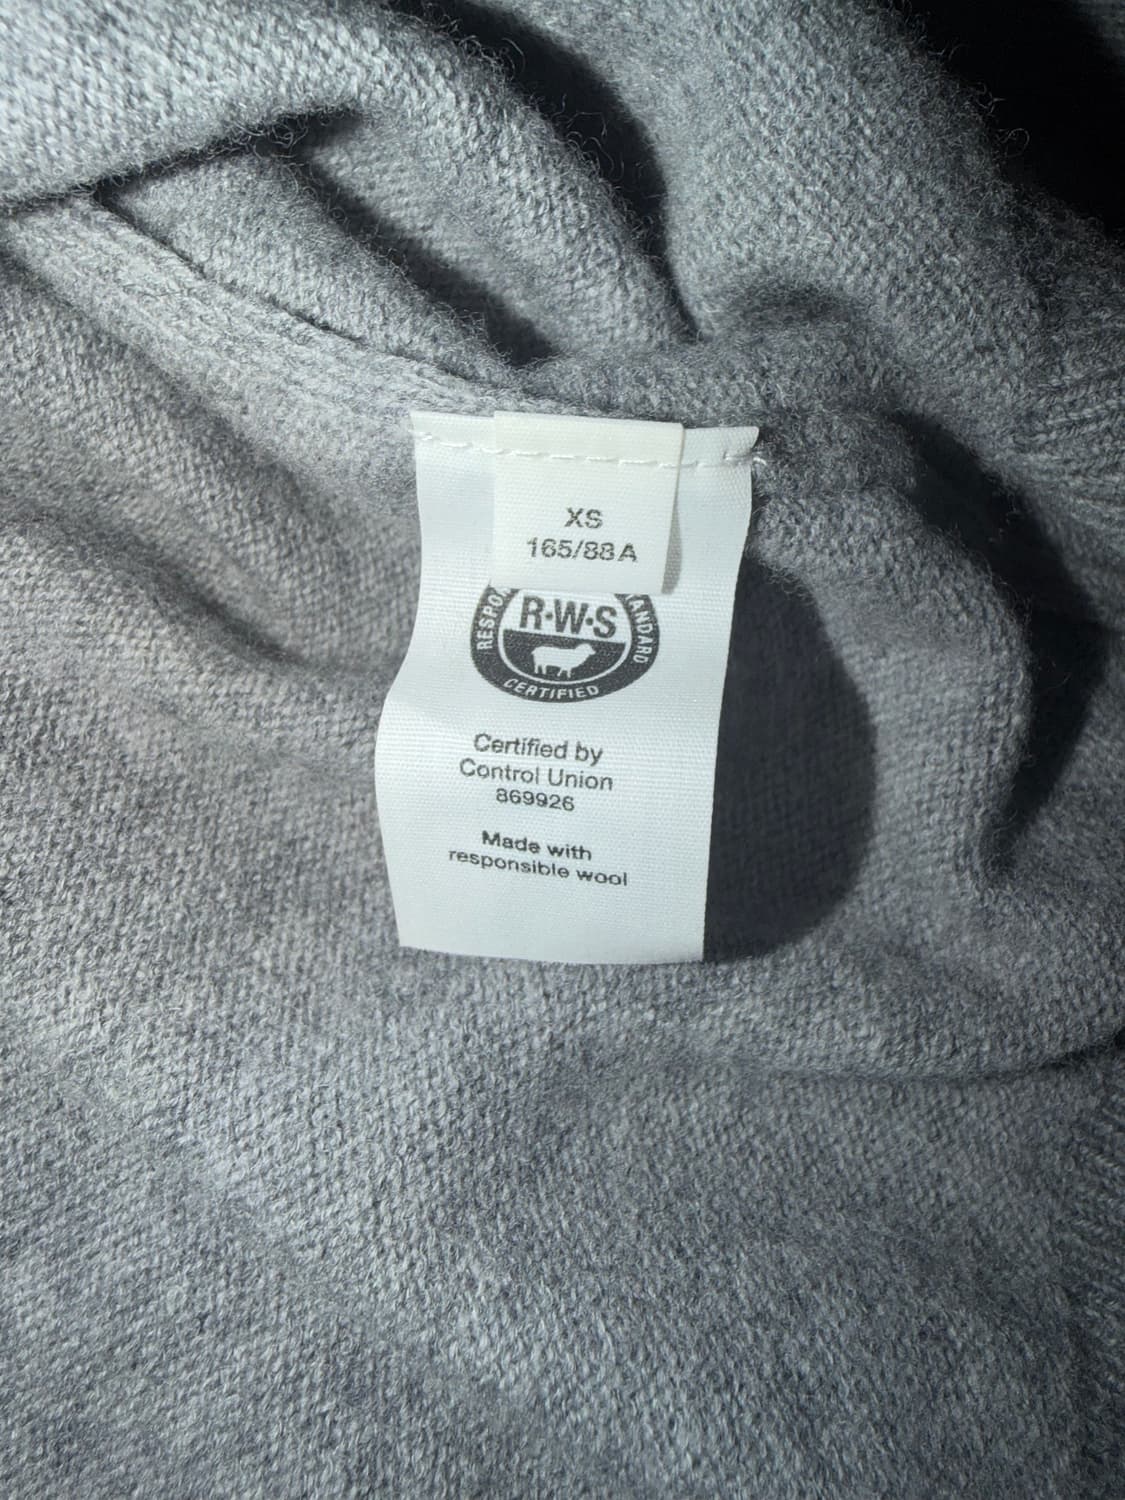 XS
165/88A
R·W·S
CERTIFIED
Certified by
Control Union
869926
Made with
responsible wool